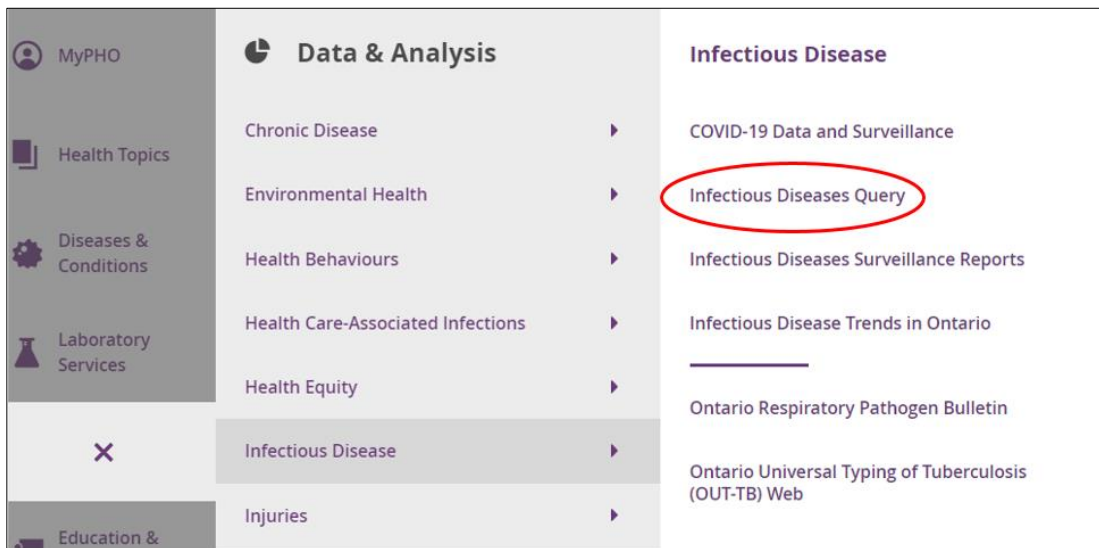 MyPHO
Health Topics
Diseases &
Conditions
Laboratory
Services
Education &
Data & Analysis
Chronic Disease
Environmental Health
Health Behaviours
Health Care-Associated Infections
Health Equity
Infectious Disease
Injuries
Infectious Disease
COVID-19 Data and Surveillance
Infectious Diseases Query
Infectious Diseases Surveillance Reports
Infectious Disease Trends in Ontario
Ontario Respiratory Pathogen Bulletin
Ontario Universal Typing of Tuberculosis
(OUT-TB) Web